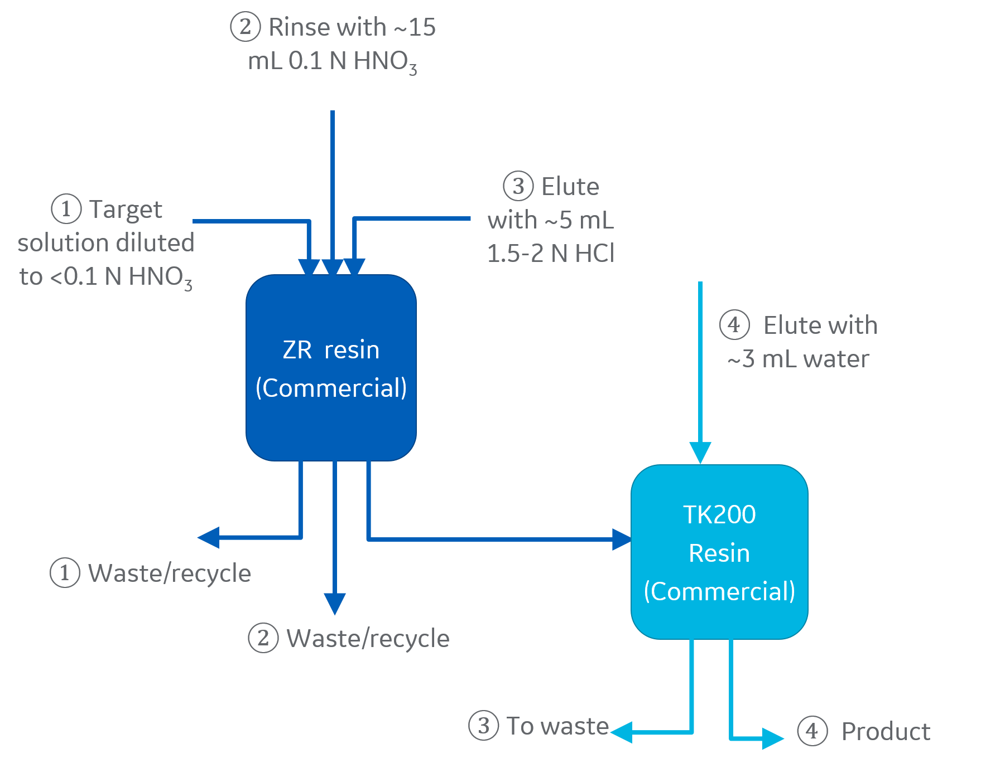 ② Rinse with ~15
mL 0.1 N HNO₃
① Target
solution diluted
to <0.1 N HNO₃
③ Elute
with ~5 mL
1.5-2 N HCl
④ Elute with
~3 mL water
ZR resin
(Commercial)
TK200
Resin
(Commercial)
① Waste/recycle
② Waste/recycle
③ To waste
④ Product